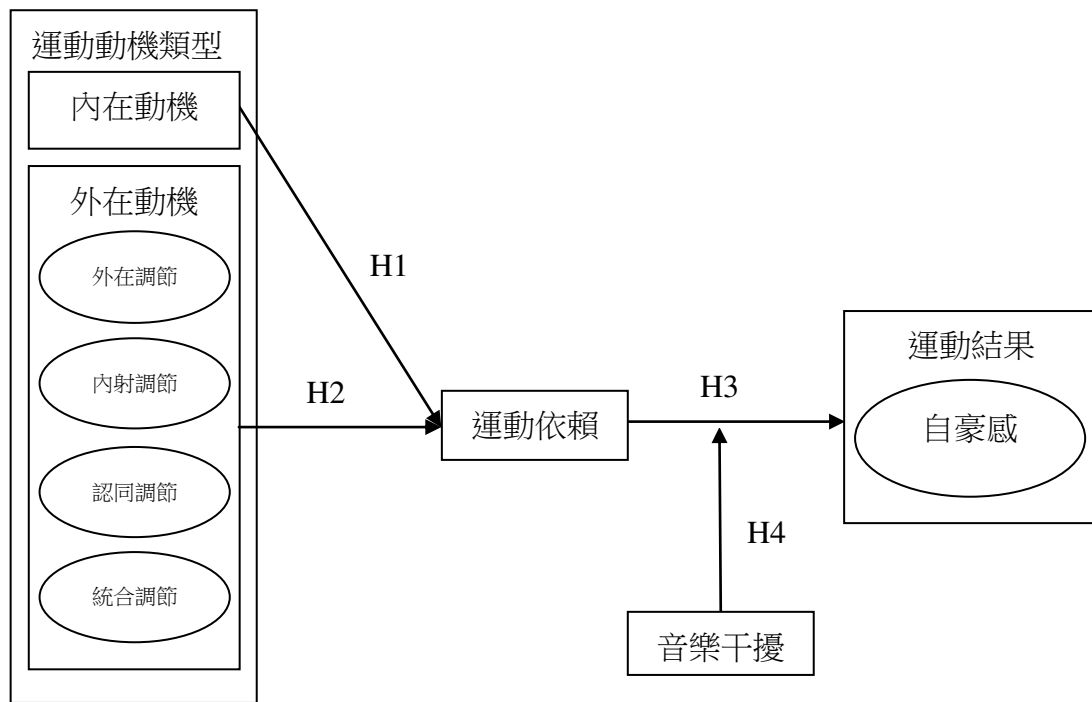 運動動機類型
內在動機
外在動機
外在調節
內射調節
認同調節
統合調節
H1
H2
運動依賴
H3
H4
音樂干擾
運動結果
自豪感